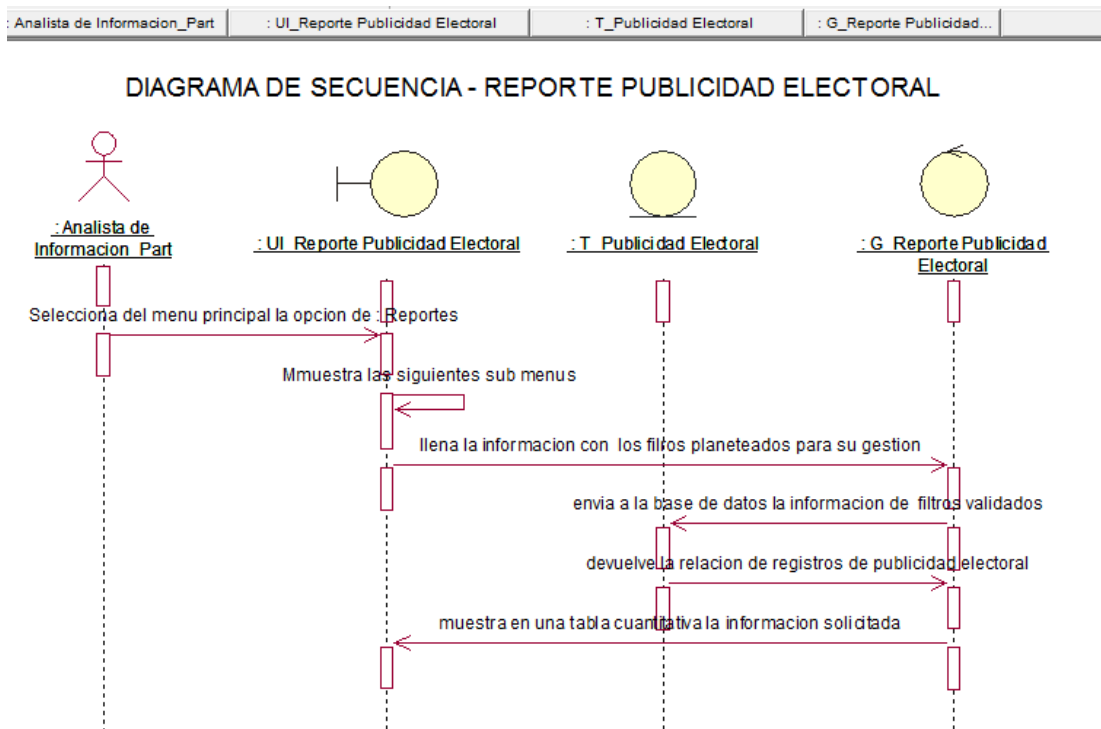 : Analista de Informacion_Part
: UI_Reporte Publicidad Electoral
: T_Publicidad Electoral
: G_Reporte Publicidad...
DIAGRAMA DE SECUENCIA - REPORTE PUBLICIDAD ELECTORAL
: Analista de
Informacion_Part
: UI_Reporte Publicidad Electoral
: T_Publicidad Electoral
: G_Reporte Publicidad
Electoral
Selecciona del menu principal la opcion de : Reportes
Mmuestra las siguientes sub menus
llena la informacion con los filros planeteados para su gestion
envia a la base de datos la informacion de filtros validados
devuelve la relacion de registros de publicidad electoral
muestra en una tabla cuantitativa la informacion solicitada